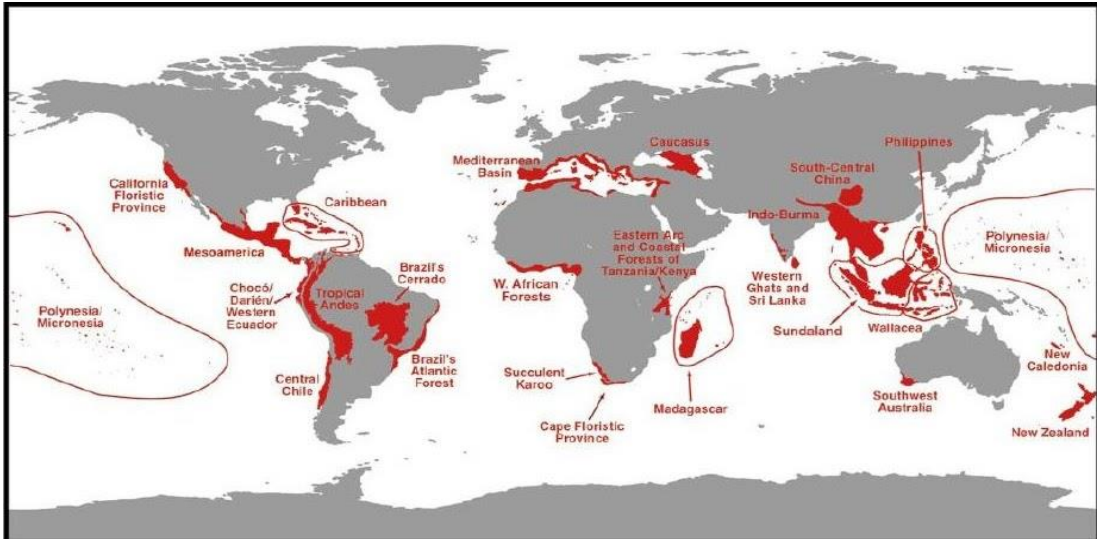 Philippines
Caucasus
Mediterranean
Basin
South-Central
China
California
Floristic
Province
Caribbean
Indo-Burma
Mesoamerica
Eastern Arc
and Coastal
Forests of
Tanzania/Kenya
Polynesia/
Micronesia
Brazil's
Cerrado
W. African
Forests
Western
Ghats and
Sri Lanka
Chocó/
Darién/
Western
Ecuador
Tropical
Andes
Polynesia/
Micronesia
Sundaland
Wallacea
Brazil's
Atlantic
Forest
New
Caledonia
Central
Chile
Succulent
Karoo
Madagascar
Southwest
Australia
Cape Floristic
Province
New Zealand